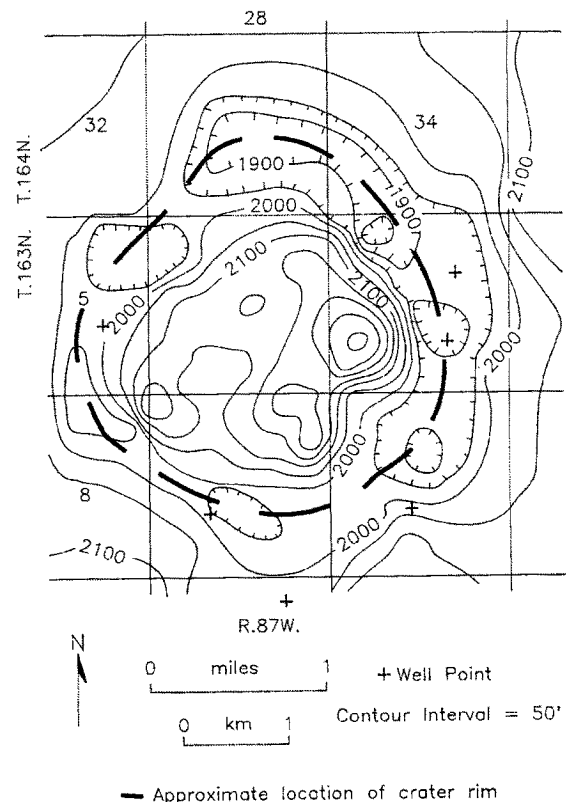 28
32
34
T.164N.
T.163N.
1900
1900
2000
2100
2100
2100
5
2000
2000
2000
2000
8
2100
R.87W.
N
0 miles 1
0 km 1
+ Well Point
Contour Interval = 50'
Approximate location of crater rim